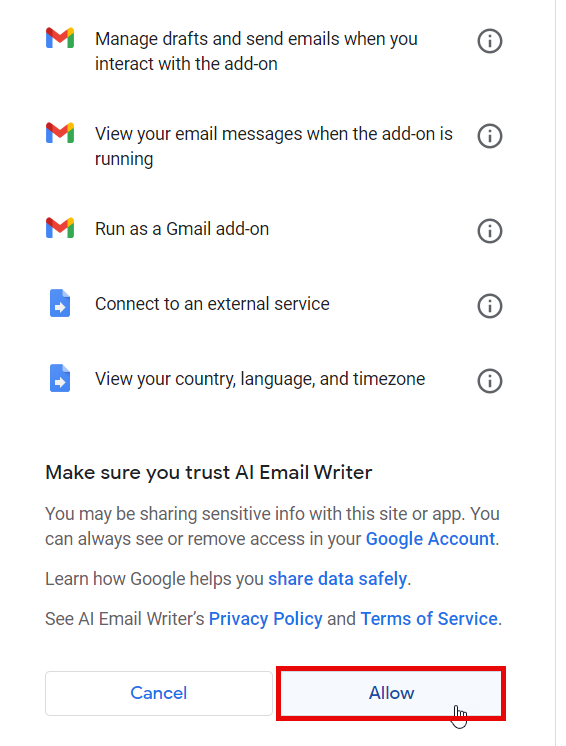 Manage drafts and send emails when you
interact with the add-on
View your email messages when the add-on is
running
Run as a Gmail add-on
Connect to an external service
View your country, language, and timezone
Make sure you trust AI Email Writer
You may be sharing sensitive info with this site or app. You
can always see or remove access in your Google Account.
Learn how Google helps you share data safely.
See AI Email Writer's Privacy Policy and Terms of Service.
Cancel
Allow